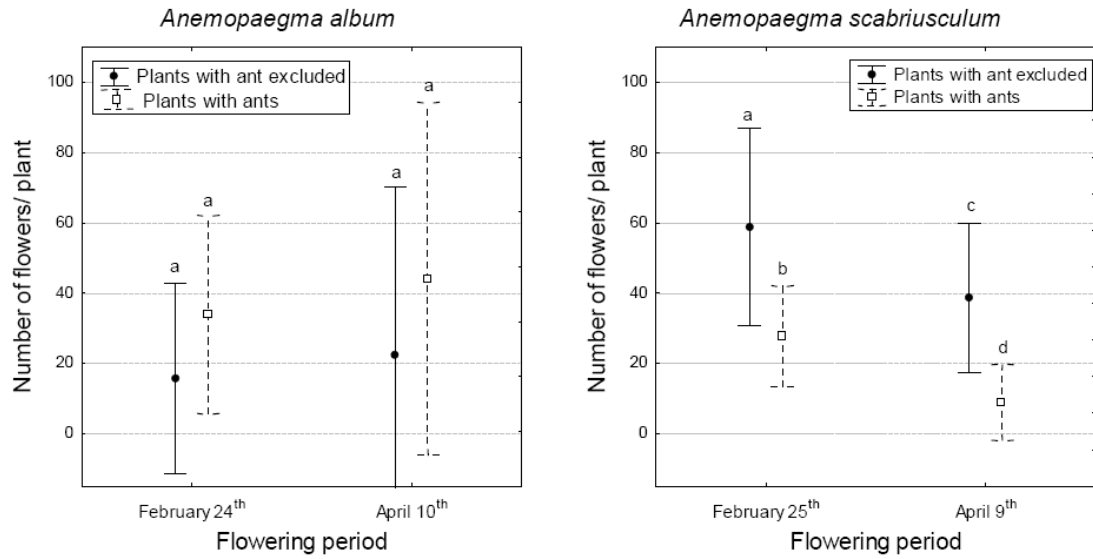 Anemopaegma album
Number of flowers/ plant
100
80
60
40
20
0
Plants with ant excluded
Plants with ants
a
a
a
a
February 24th
April 10th
Flowering period
Anemopaegma scabriusculum
Number of flowers/ plant
100
80
60
40
20
0
Plants with ant excluded
Plants with ants
a
b
c
d
February 25th
April 9th
Flowering period